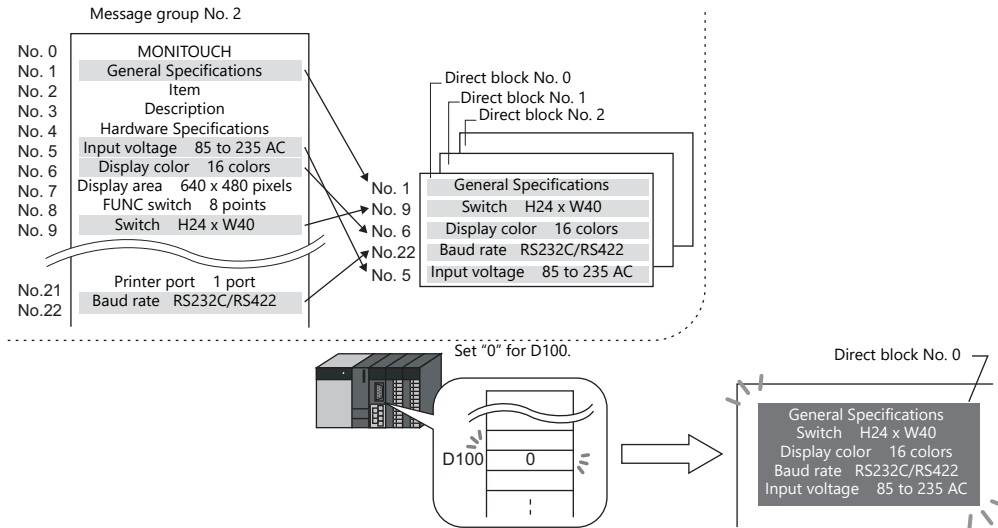 Message group No. 2
No. 0 MONITOUCH
No. 1 General Specifications
No. 2 Item
No. 3 Description
No. 4 Hardware Specifications
No. 5 Input voltage 85 to 235 AC
No. 6 Display color 16 colors
No. 7 Display area 640 x 480 pixels
No. 8 FUNC switch 8 points
No. 9 Switch H24 x W40
No.21 Printer port 1 port
No.22 Baud rate RS232C/RS422
Direct block No. 0
Direct block No. 1
Direct block No. 2
No. 1 General Specifications
No. 9 Switch H24 x W40
No. 6 Display color 16 colors
No.22 Baud rate RS232C/RS422
No. 5 Input voltage 85 to 235 AC
Set “0” for D100.
D100 0
Direct block No. 0
General Specifications
Switch H24 x W40
Display color 16 colors
Baud rate RS232C/RS422
Input voltage 85 to 235 AC